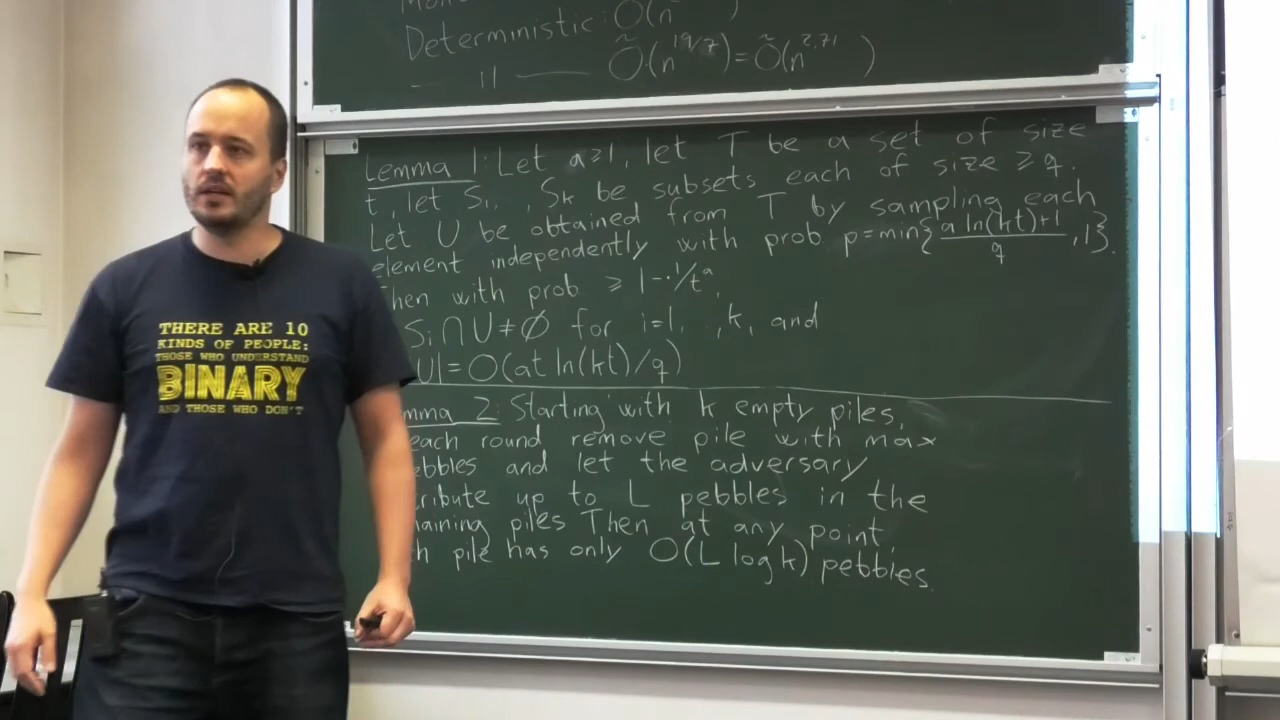 Deterministic: Õ(n
—— 11 —— Õ(n^19/7) = Õ(n^2,71)
Lemma 1: Let a≥1, let T be a set of size
t, let S₁, , Sₖ be subsets each of size ≥ q.
Let U be obtained from T by sampling each
element independently with prob. p=min{(a ln(kt)+1)/q, 1}.
hen with prob ≥ 1-1/tᵃ,
Sᵢ ∩ U ≠ ∅ for i=1, ,k, and
U|= O(at ln(kt)/q)
mma 2: Starting with k empty piles,
each round remove pile with max
ebbles and let the adversary
tribute up to L pebbles in the
aining piles Then at any point,
h pile has only O(L log k) pebbles.
THERE ARE 10
KINDS OF PEOPLE:
THOSE WHO UNDERSTAND
BINARY
AND THOSE WHO DON'T